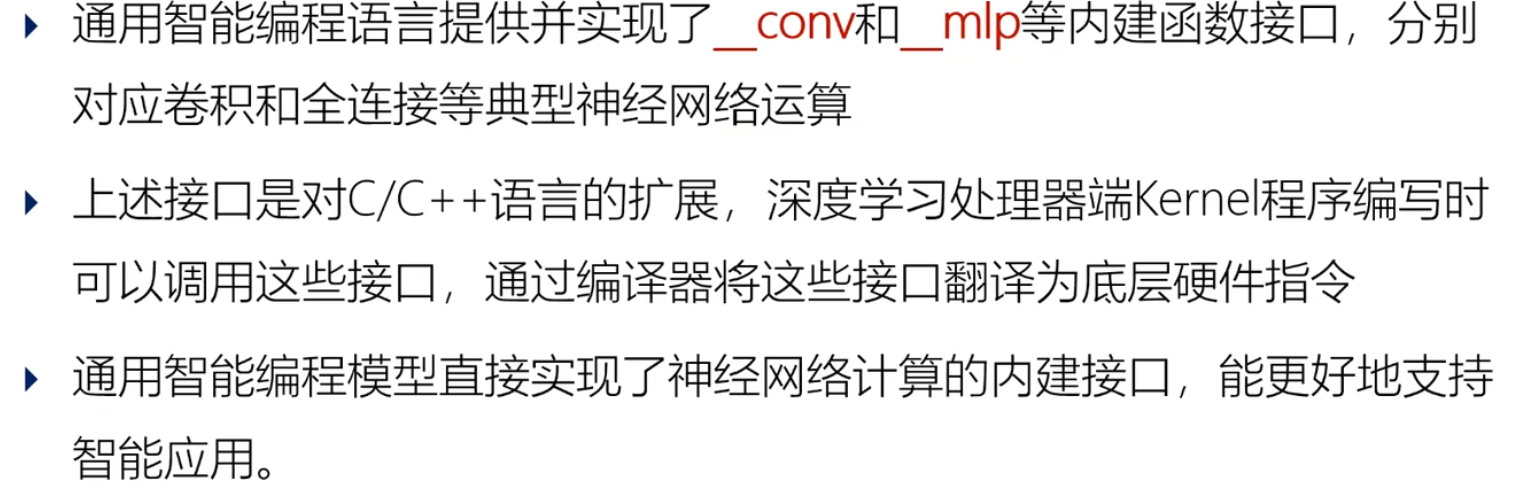 通用智能编程语言提供并实现了__conv和__mlp等内建函数接口，分别
对应卷积和全连接等典型神经网络运算
上述接口是对C/C++语言的扩展，深度学习处理器端Kernel程序编写时
可以调用这些接口，通过编译器将这些接口翻译为底层硬件指令
通用智能编程模型直接实现了神经网络计算的内建接口，能更好地支持
智能应用。